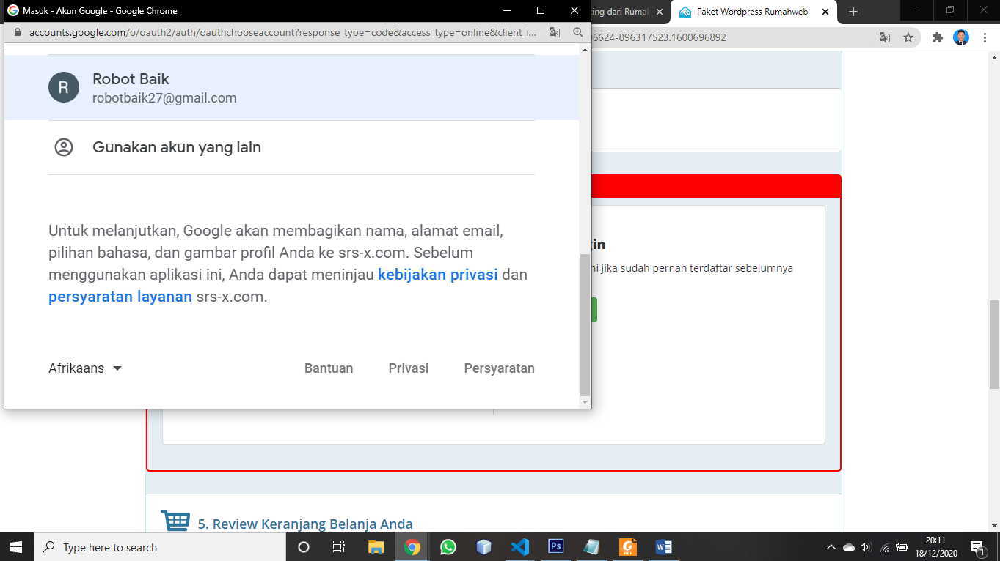 Masuk - Akun Google - Google Chrome
ting dari Rumah
Paket Wordpress Rumahweb
accounts.google.com/o/oauth2/auth/oauthchooseaccount?response_type=code&access_type=online&client_i...
6624-896317523.1600696892
R
Robot Baik
robotbaik27@gmail.com
Gunakan akun yang lain
Untuk melanjutkan, Google akan membagikan nama, alamat email,
pilihan bahasa, dan gambar profil Anda ke srs-x.com. Sebelum
menggunakan aplikasi ini, Anda dapat meninjau kebijakan privasi dan
persyaratan layanan srs-x.com.
Afrikaans
Bantuan
Privasi
Persyaratan
gin
ni jika sudah pernah terdaftar sebelumnya
5. Review Keranjang Belanja Anda
Type here to search
Ps
W
20:11
18/12/2020
1